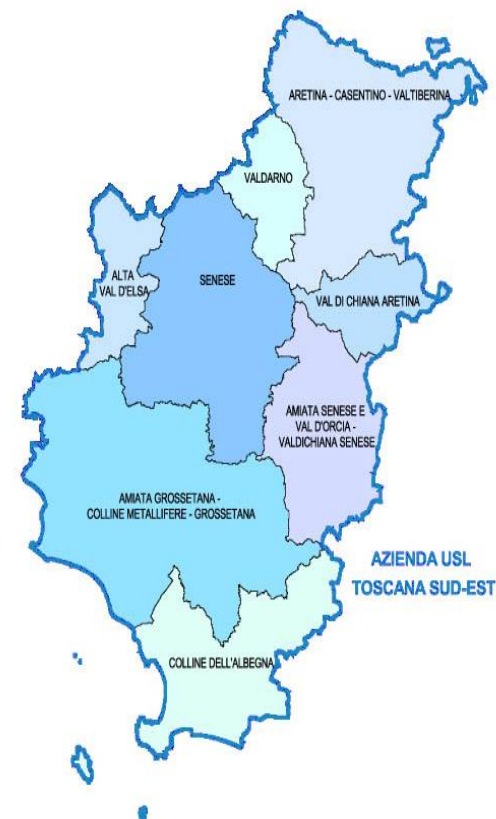 ARETINA - CASENTINO - VALTIBERINA
VALDARNO
ALTA
VAL D'ELSA
SENESE
VAL DI CHIANA ARETINA
AMIATA SENESE E
VAL D'ORCIA -
VALDICHIANA SENESE
AMIATA GROSSETANA -
COLLINE METALLIFERE - GROSSETANA
AZIENDA USL
TOSCANA SUD-EST
COLLINE DELL'ALBEGNA